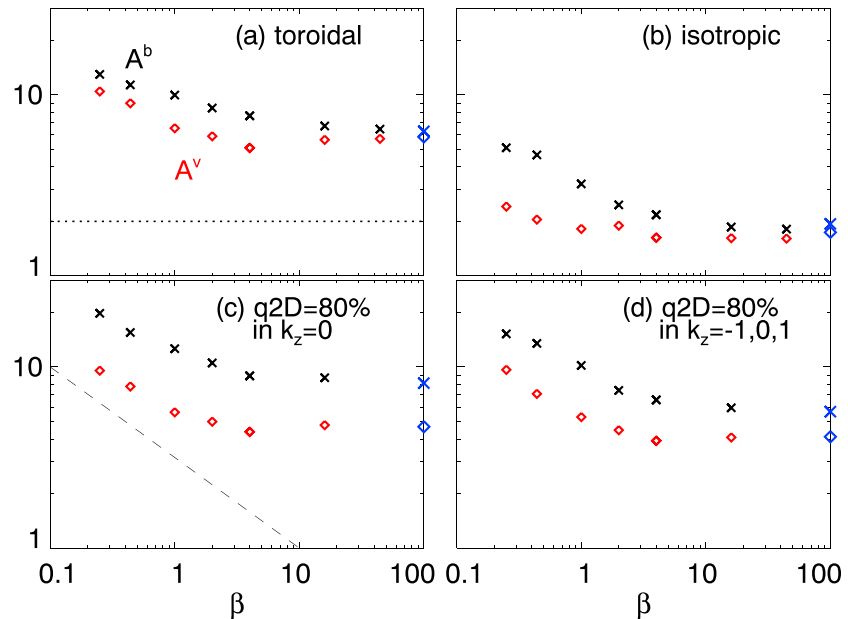 (a) toroidal
(b) isotropic
A^b
A^v
10
1
(c) q2D=80%
in k_z=0
(d) q2D=80%
in k_z=-1,0,1
10
1
0.1 1 10 100
0.1 1 10 100
β
β